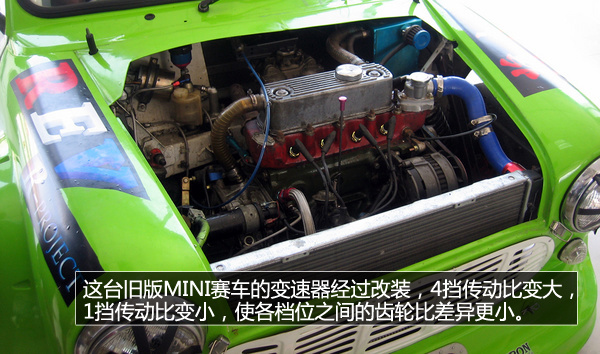 REV
PROJECT
这台旧版MINI赛车的变速器经过改装，4挡传动比变大，
1挡传动比变小，使各档位之间的齿轮比差异更小。